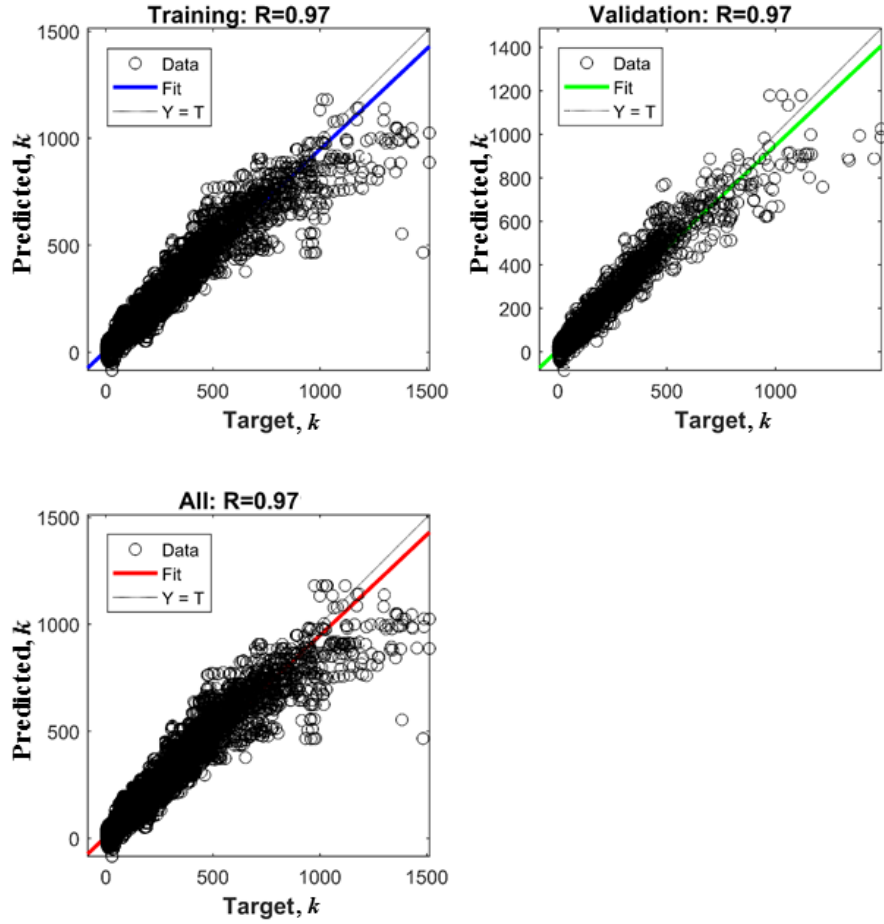 Training: R=0.97
1500
1000
500
0
Data
Fit
Y = T
Predicted, k
0 500 1000 1500
Target, k
Validation: R=0.97
1400
1200
1000
800
600
400
200
0
Data
Fit
Y = T
Predicted, k
0 500 1000
Target, k
All: R=0.97
1500
1000
500
0
Data
Fit
Y = T
Predicted, k
0 500 1000 1500
Target, k